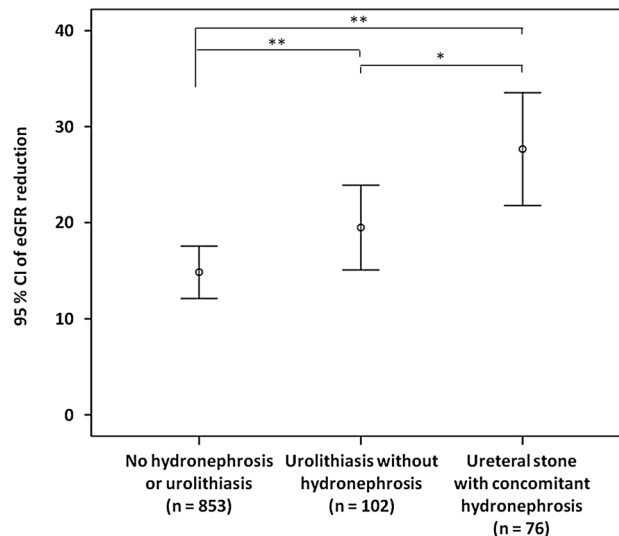 40
**
**
*
30
20
10
0
95 % CI of eGFR reduction
No hydronephrosis
or urolithiasis
(n = 853)
Urolithiasis without
hydronephrosis
(n = 102)
Ureteral stone
with concomitant
hydronephrosis
(n = 76)